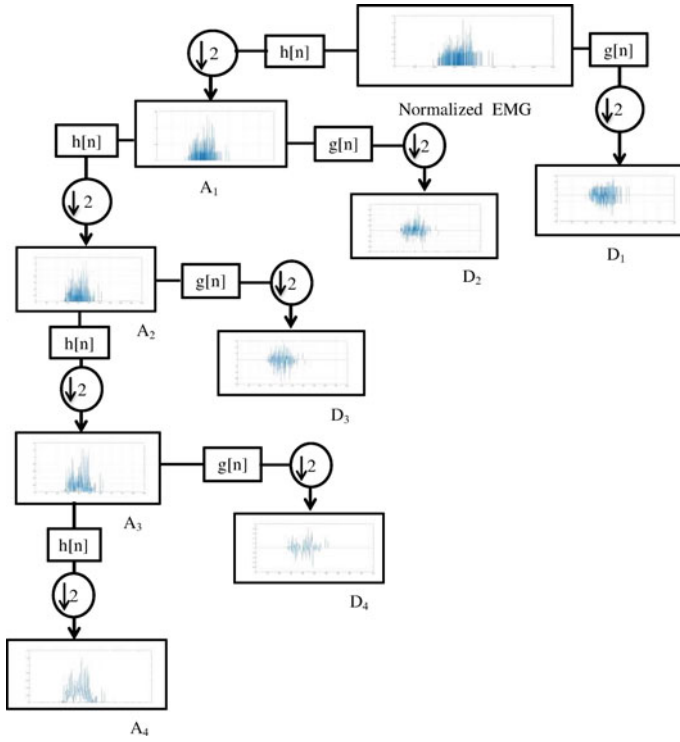 ↓2
h[n]
g[n]
Normalized EMG
↓2
h[n]
g[n]
↓2
A₁
↓2
D₁
D₂
g[n]
↓2
A₂
h[n]
D₃
↓2
g[n]
↓2
A₃
h[n]
D₄
↓2
A₄